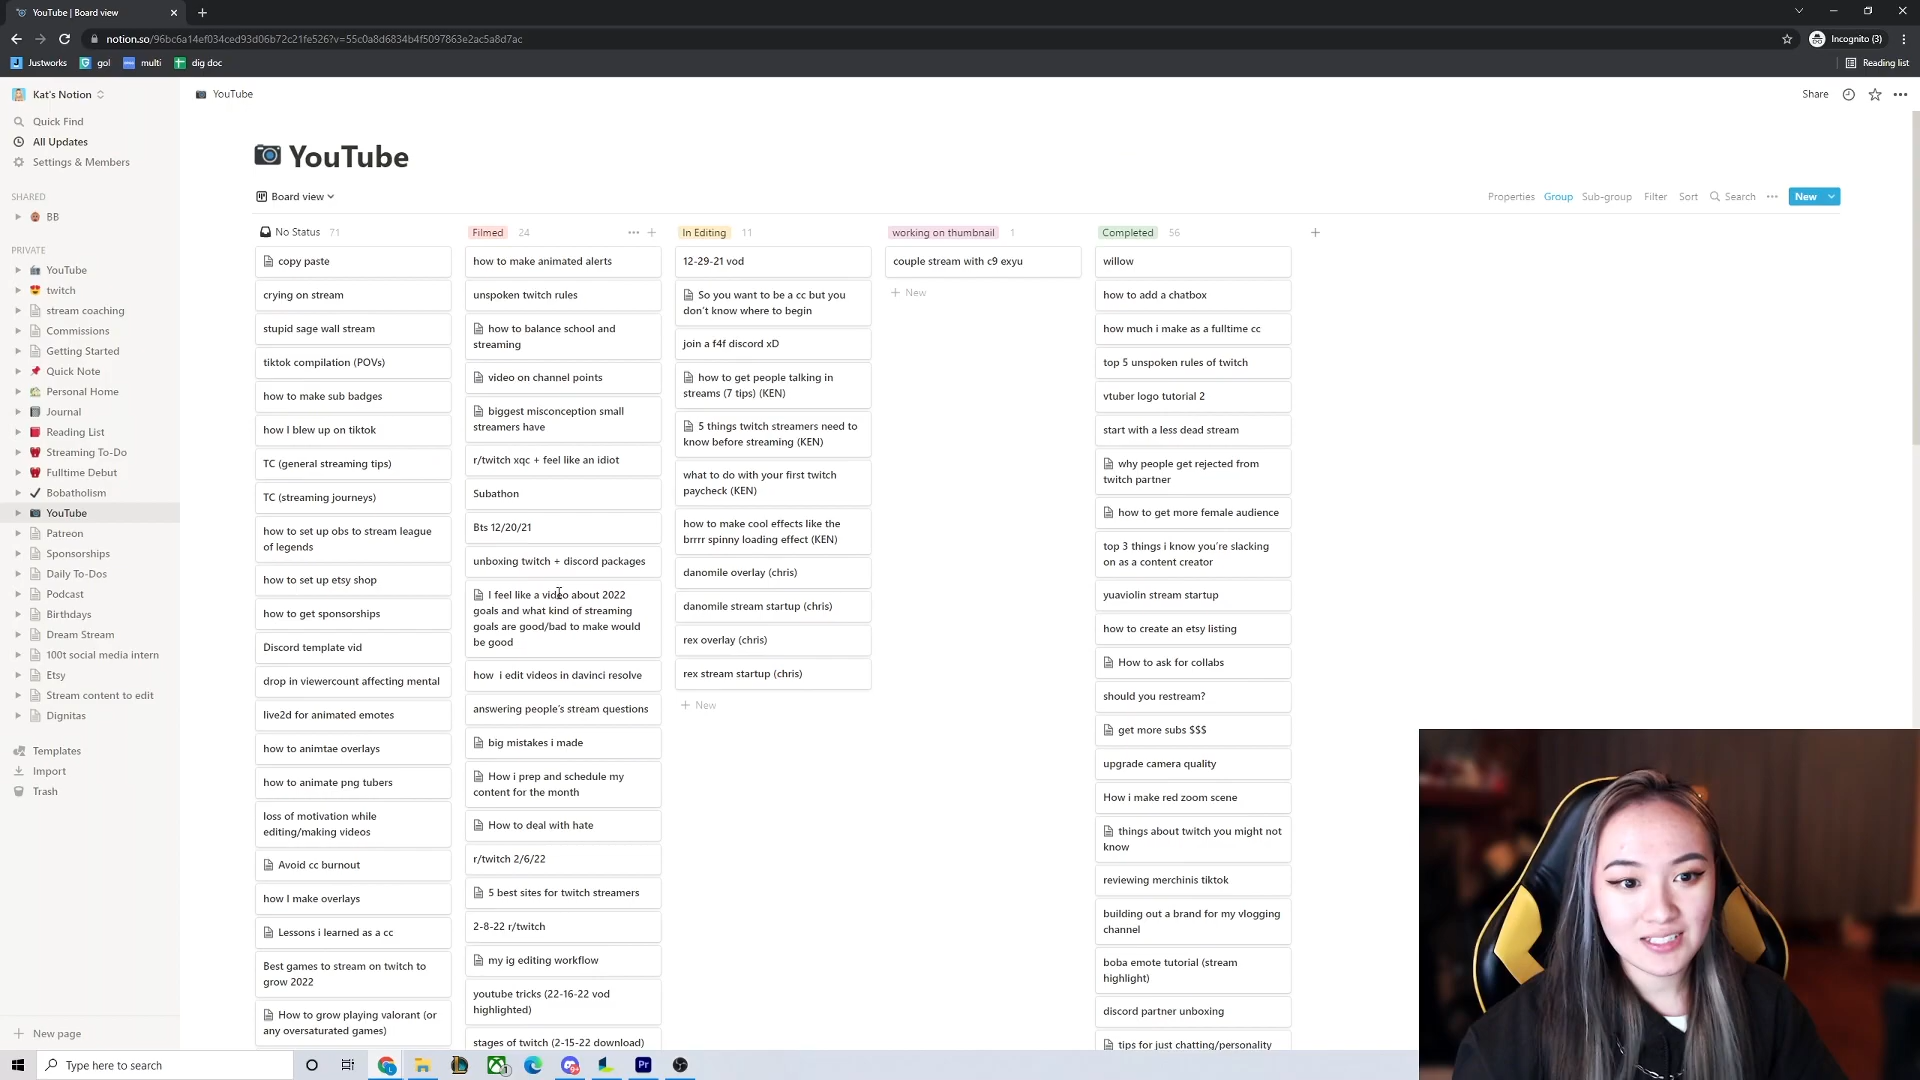 YouTube | Board view
notion.so/96bc6a14ef034ced93d06b72c21fe526?v=55c0a8d6834b4f5097863e2ac5a8d7ac
Incognito (3)
Justworks
gol
multi
dig doc
Reading list
Kat's Notion
YouTube
Share
Quick Find
All Updates
Settings & Members
SHARED
BB
PRIVATE
YouTube
twitch
stream coaching
Commissions
Getting Started
Quick Note
Personal Home
Journal
Reading List
Streaming To-Do
Fulltime Debut
Bobatholism
YouTube
Patreon
Sponsorships
Daily To-Dos
Podcast
Birthdays
Dream Stream
100t social media intern
Etsy
Stream content to edit
Dignitas
Templates
Import
Trash
New page
YouTube
Board view
Properties
Group
Sub-group
Filter
Sort
Search
New
No Status 71
copy paste
crying on stream
stupid sage wall stream
tiktok compilation (POVs)
how to make sub badges
how I blew up on tiktok
TC (general streaming tips)
TC (streaming journeys)
how to set up obs to stream league
of legends
how to set up etsy shop
how to get sponsorships
Discord template vid
drop in viewercount affecting mental
live2d for animated emotes
how to animtae overlays
how to animate png tubers
loss of motivation while
editing/making videos
Avoid cc burnout
how I make overlays
Lessons i learned as a cc
Best games to stream on twitch to
grow 2022
How to grow playing valorant (or
any oversaturated games)
Filmed 24
how to make animated alerts
unspoken twitch rules
how to balance school and
streaming
video on channel points
biggest misconception small
streamers have
r/twitch xqc + feel like an idiot
Subathon
Bts 12/20/21
unboxing twitch + discord packages
I feel like a video about 2022
goals and what kind of streaming
goals are good/bad to make would
be good
how i edit videos in davinci resolve
answering people's stream questions
big mistakes i made
How i prep and schedule my
content for the month
How to deal with hate
r/twitch 2/6/22
5 best sites for twitch streamers
2-8-22 r/twitch
my ig editing workflow
youtube tricks (22-16-22 vod
highlighted)
stages of twitch (2-15-22 download)
In Editing 11
12-29-21 vod
So you want to be a cc but you
don't know where to begin
join a f4f discord xD
how to get people talking in
streams (7 tips) (KEN)
5 things twitch streamers need to
know before streaming (KEN)
what to do with your first twitch
paycheck (KEN)
how to make cool effects like the
brrr spinny loading effect (KEN)
danomile overlay (chris)
danomile stream startup (chris)
rex overlay (chris)
rex stream startup (chris)
New
working on thumbnail 1
couple stream with c9 exyu
New
Completed 56
willow
how to add a chatbox
how much i make as a fulltime cc
top 5 unspoken rules of twitch
vtuber logo tutorial 2
start with a less dead stream
why people get rejected from
twitch partner
how to get more female audience
top 3 things i know you're slacking
on as a content creator
yuaviolin stream startup
how to create an etsy listing
How to ask for collabs
should you restream?
get more subs $$$
upgrade camera quality
How i make red zoom scene
things about twitch you might not
know
reviewing merchinis tiktok
building out a brand for my vlogging
channel
boba emote tutorial (stream
highlight)
discord partner unboxing
tips for just chatting/personality
Type here to search
Pr